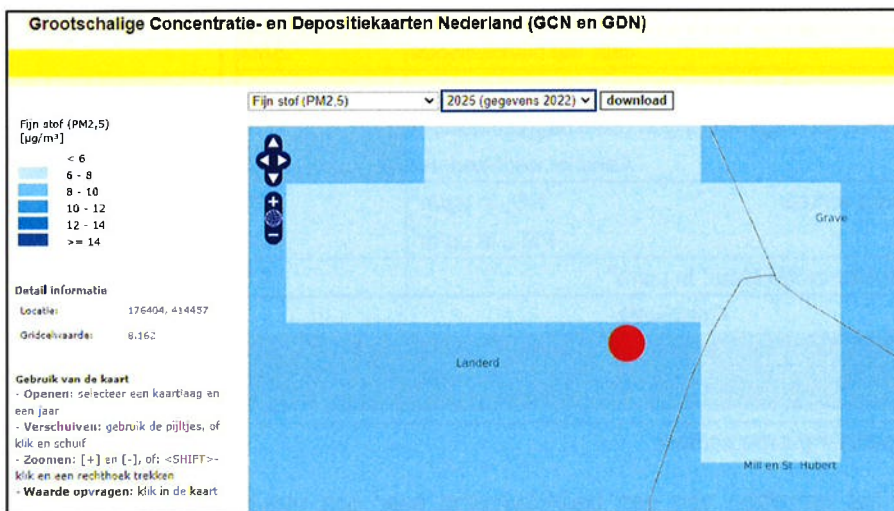 Grootschalige Concentratie- en Depositiekaarten Nederland (GCN en GDN)
Fijn stof (PM2,5)
2025 (gegevens 2022)
download
Fijn stof (PM2,5)
[µg/m³]
< 6
6 - 8
8 - 10
10 - 12
12 - 14
>= 14
Detail informatie
Locatie: 176404, 414457
Gridcelwaarde: 8.162
Gebruik van de kaart
- Openen: selecteer een kaartlaag en
een jaar
- Verschuiven: gebruik de pijltjes, of
klik en schuif
- Zoomen: [+] en [-], of: <SHIFT>-
klik en een rechthoek trekken
- Waarde opvragen: klik in de kaart
Grave
Landerd
Mill en St. Hubert